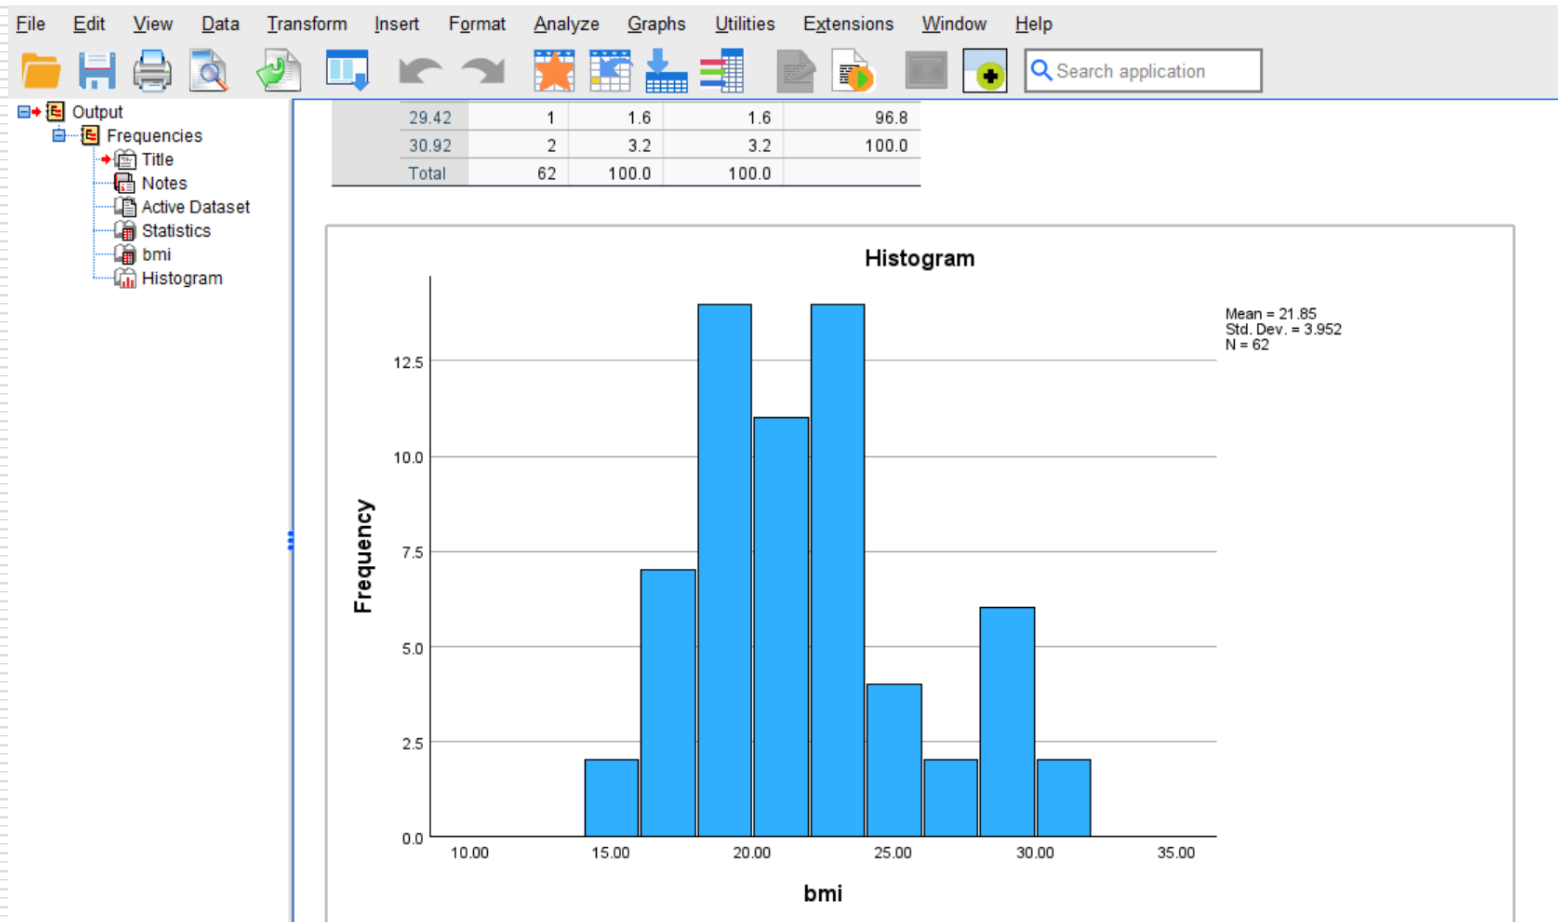 File Edit View Data Transform Insert Format Analyze Graphs Utilities Extensions Window Help
Search application
Output
Frequencies
Title
Notes
Active Dataset
Statistics
bmi
Histogram
29.42 1 1.6 1.6 96.8
30.92 2 3.2 3.2 100.0
Total 62 100.0 100.0
Histogram
Mean = 21.85
Std. Dev. = 3.952
N = 62
Frequency
12.5
10.0
7.5
5.0
2.5
0.0
10.00 15.00 20.00 25.00 30.00 35.00
bmi